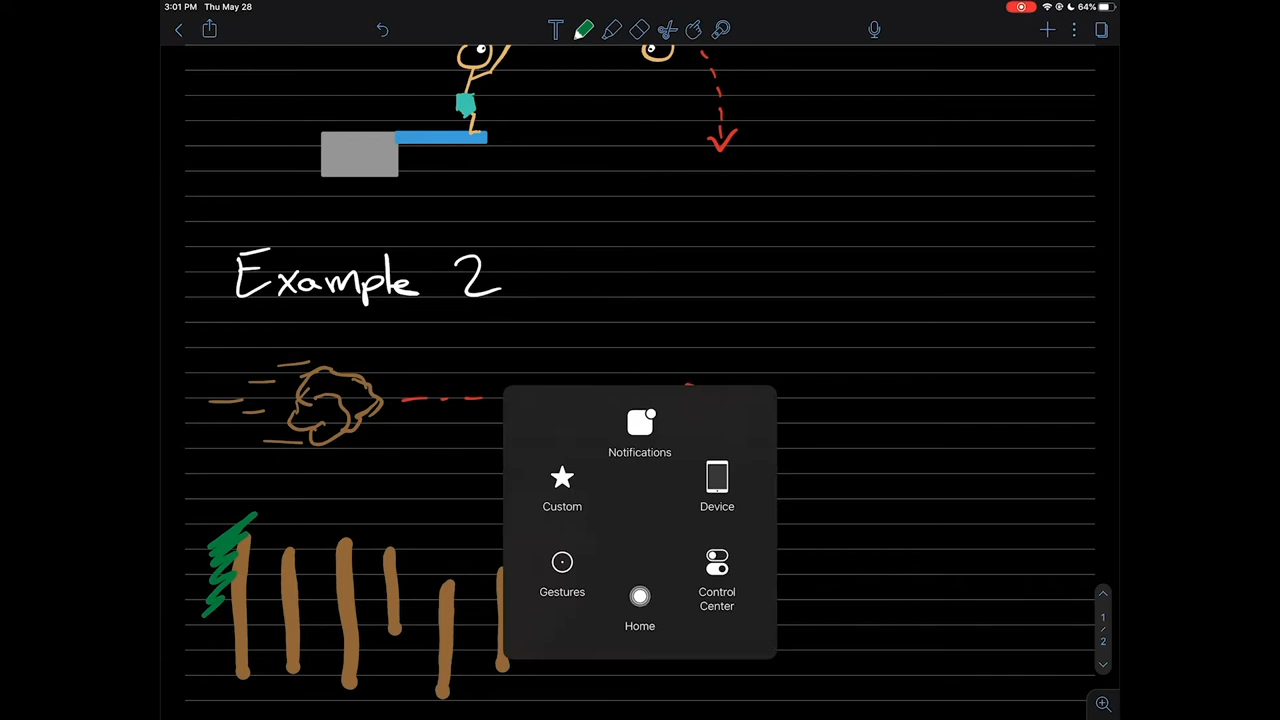 3:01 PM Thu May 28
64%
T
Example 2
Notifications
Custom
Device
Gestures
Control
Center
Home
1
/
2